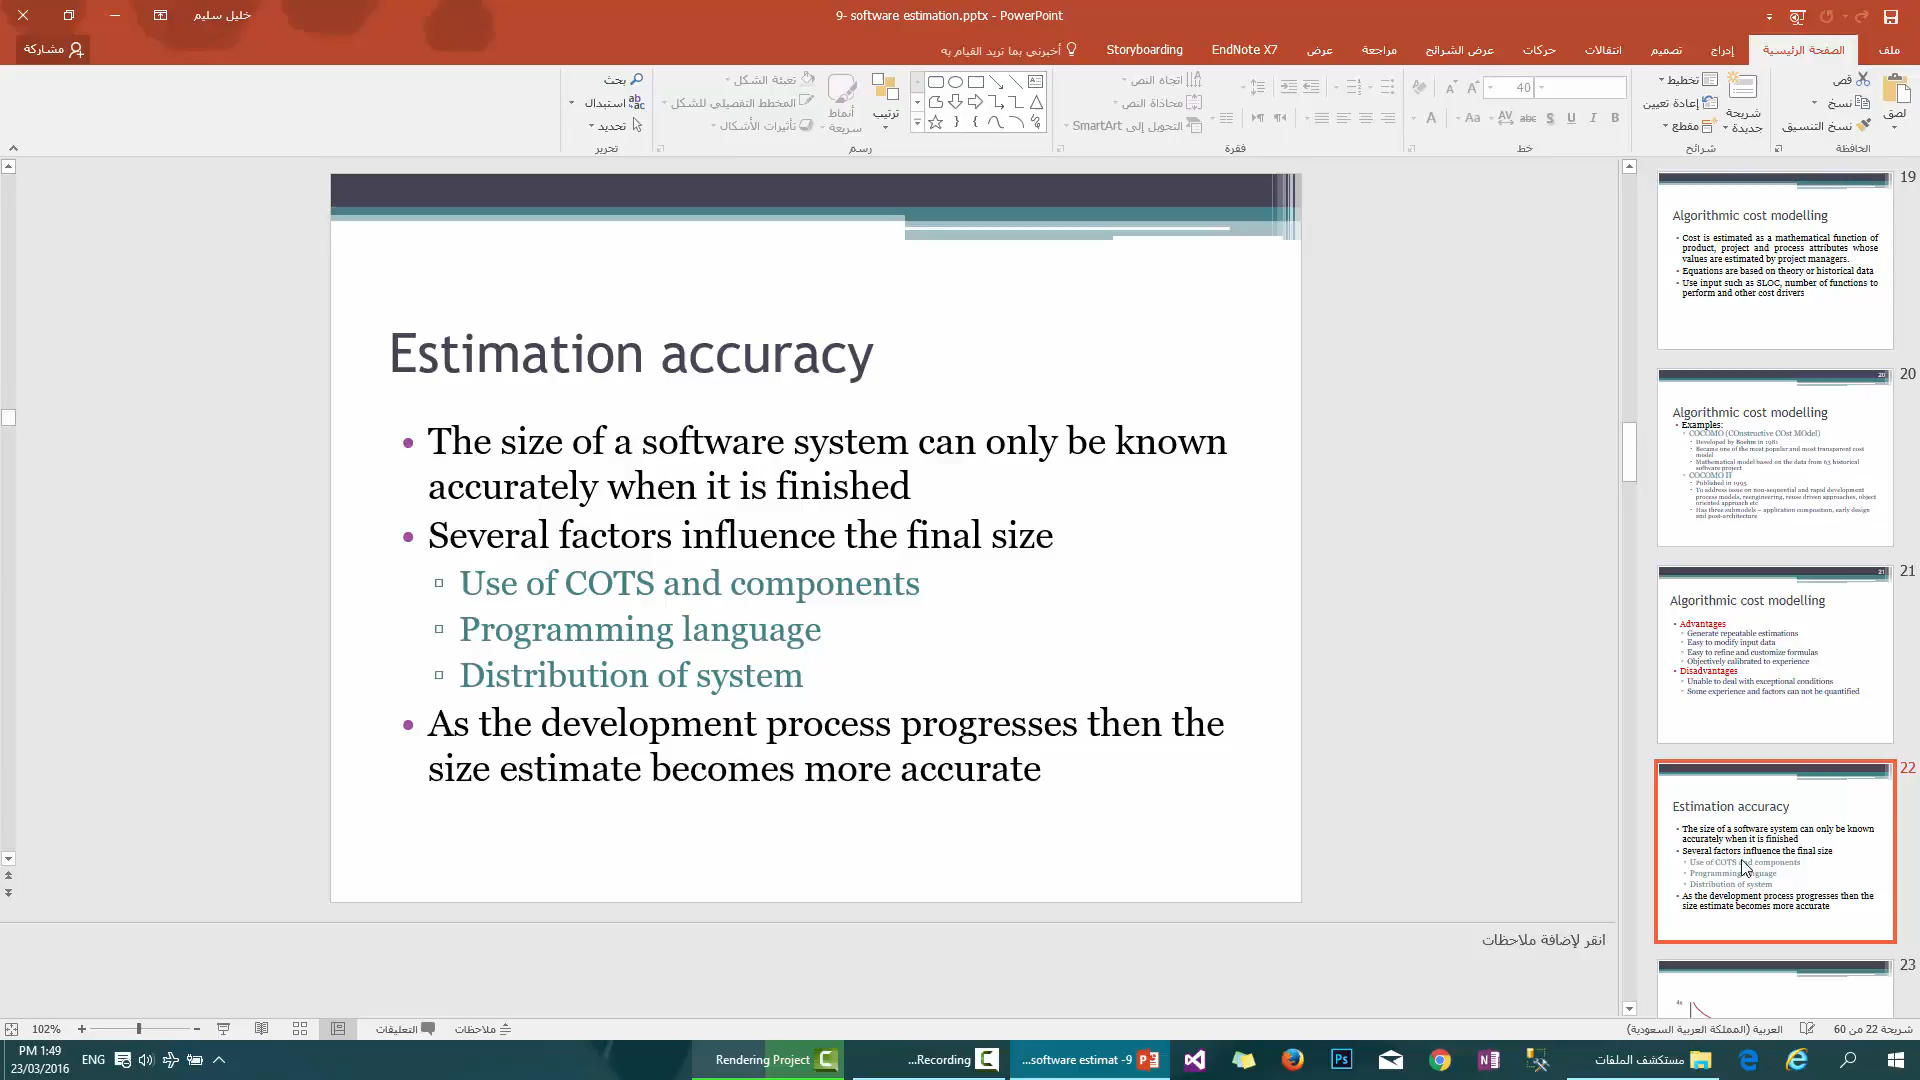 خليل سليم
9- software estimation.pptx - PowerPoint
ملف
الصفحة الرئيسية
إدراج
تصميم
انتقالات
حركات
عرض الشرائح
مراجعة
عرض
EndNote X7
Storyboarding
أخبرني بما تريد القيام به
مشاركة
لصق
قص
نسخ
نسخ التنسيق
الحافظة
شريحة جديدة
تخطيط
إعادة تعيين
مقطع
شرائح
40
B I U S abc AV Aa A
خط
اتجاه النص
محاذاة النص
التحويل إلى SmartArt
فقرة
ترتيب
أنماط سريعة
تعبئة الشكل
المخطط التفصيلي للشكل
تأثيرات الأشكال
رسم
بحث
استبدال
تحديد
تحرير
Estimation accuracy
• The size of a software system can only be known
accurately when it is finished
• Several factors influence the final size
Use of COTS and components
Programming language
Distribution of system
• As the development process progresses then the
size estimate becomes more accurate
19
Algorithmic cost modelling
Cost is estimated as a mathematical function of
product, project and process attributes whose
values are estimated by project managers.
Equations are based on theory or historical data
Use input such as SLOC, number of functions to
perform and other cost drivers
20
20
Algorithmic cost modelling
Examples:
COCOMO (COnstructive COst MOdel)
Developed by Boehm in 1981
Became one of the most popular and most transparent cost
model
Mathematical model based on the data from 63 historical
software project
COCOMO II
Published in 1995
To address issue on non-sequential and rapid development
process models, reengineering, reuse driven approaches, object
oriented approach etc
Has three submodels – application composition, early design
and post-architecture
21
21
Algorithmic cost modelling
Advantages
Generate repeatable estimations
Easy to modify input data
Easy to refine and customize formulas
Objectively calibrated to experience
Disadvantages
Unable to deal with exceptional conditions
Some experience and factors can not be quantified
22
Estimation accuracy
The size of a software system can only be known
accurately when it is finished
Several factors influence the final size
Use of COTS and components
Programming language
Distribution of system
As the development process progresses then the
size estimate becomes more accurate
23
4x
انقر لإضافة ملاحظات
شريحة 22 من 60
العربية (المملكة العربية السعودية)
ملاحظات
التعليقات
102%
PM 1:49
23/03/2016
ENG
Rendering Project
...Recording
...software estimat -9
مستكشف الملفات